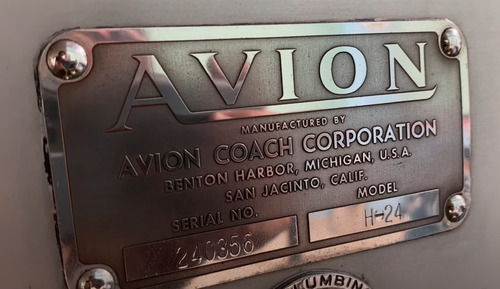 AVION
MANUFACTURED BY
AVION COACH CORPORATION
BENTON HARBOR, MICHIGAN, U.S.A.
SAN JACINTO, CALIF.
SERIAL NO. MODEL
240356 H-24